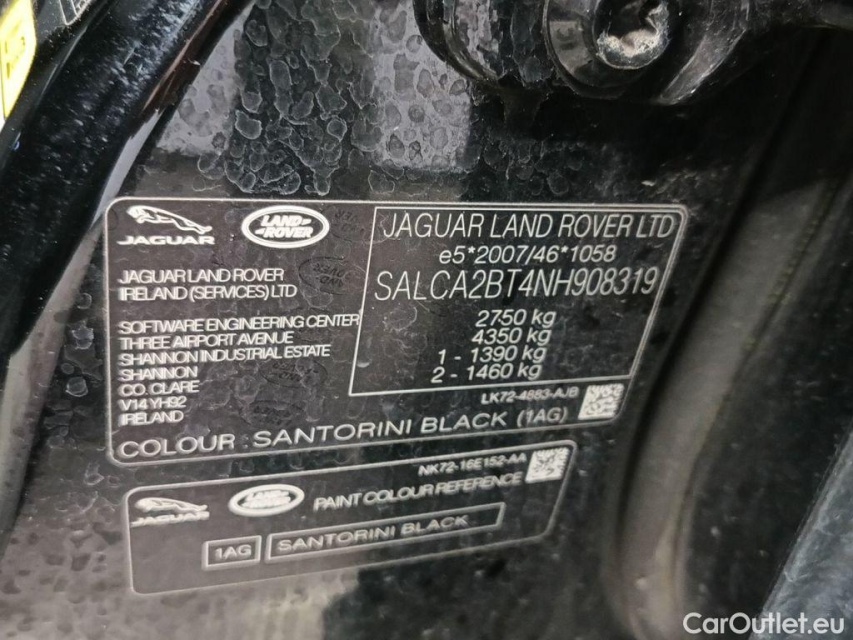 JAGUAR
LAND ROVER
JAGUAR LAND ROVER
IRELAND (SERVICES) LTD
SOFTWARE ENGINEERING CENTER
THREE AIRPORT AVENUE
SHANNON INDUSTRIAL ESTATE
SHANNON
CO. CLARE
V14 YH92
IRELAND
JAGUAR LAND ROVER LTD
e5*2007/46*1058
SALCA2BT4NH908319
2750 kg
4350 kg
1 - 1390 kg
2 - 1460 kg
LK72-4683-AJB
COLOUR : SANTORINI BLACK (1AG)
NK72-16E152-AA
JAGUAR
LAND ROVER
PAINT COLOUR REFERENCE
1AG
SANTORINI BLACK
CarOutlet.eu